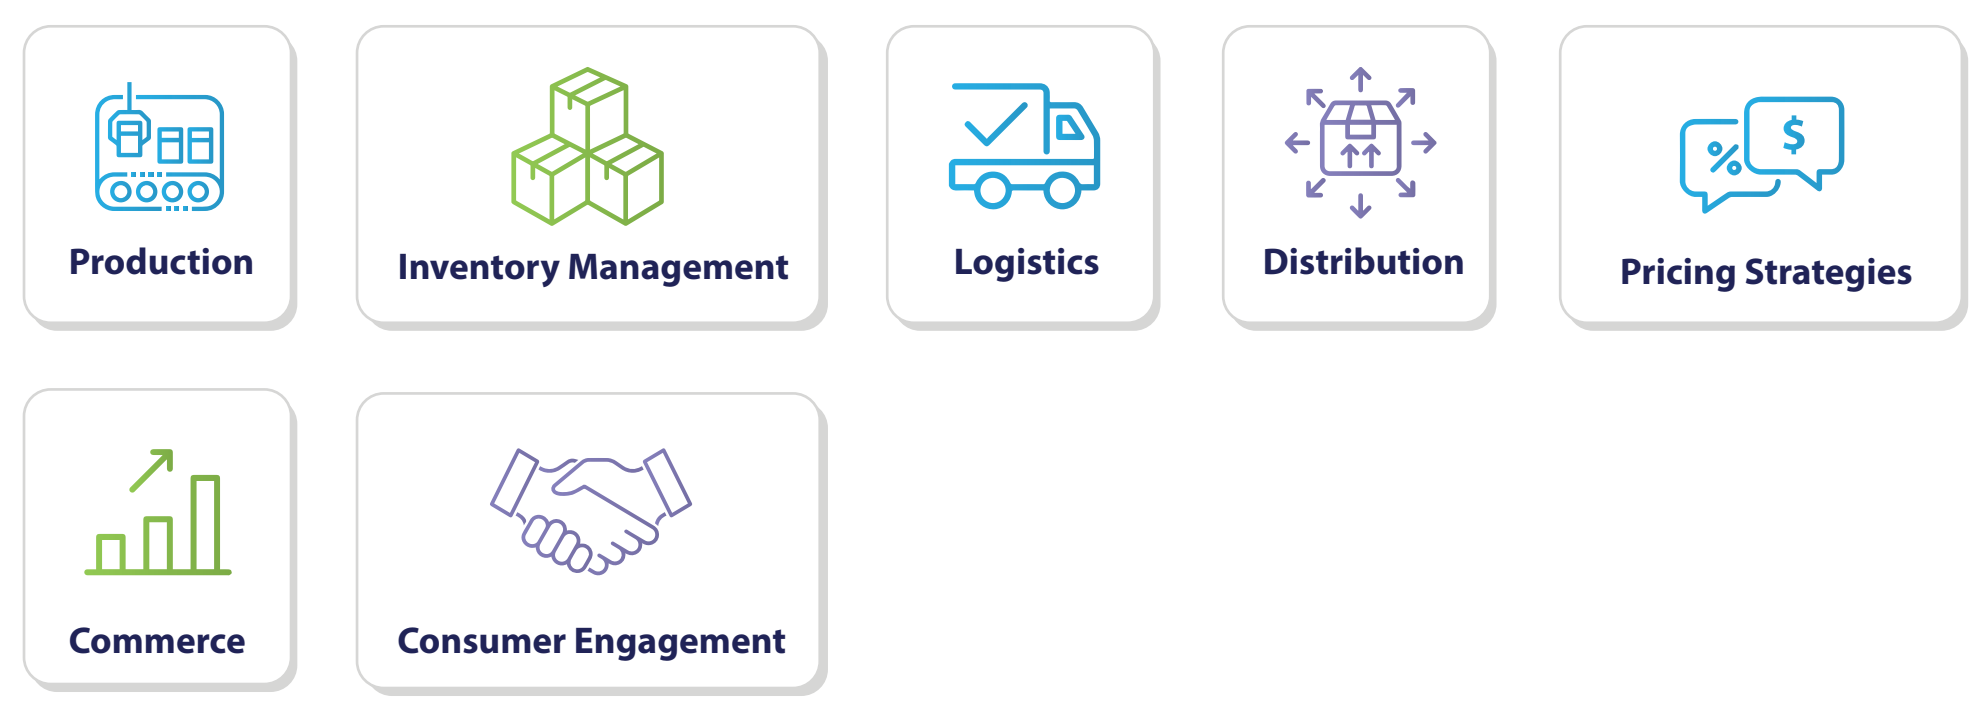 %
$
Production
Inventory Management
Logistics
Distribution
Pricing Strategies
Commerce
Consumer Engagement